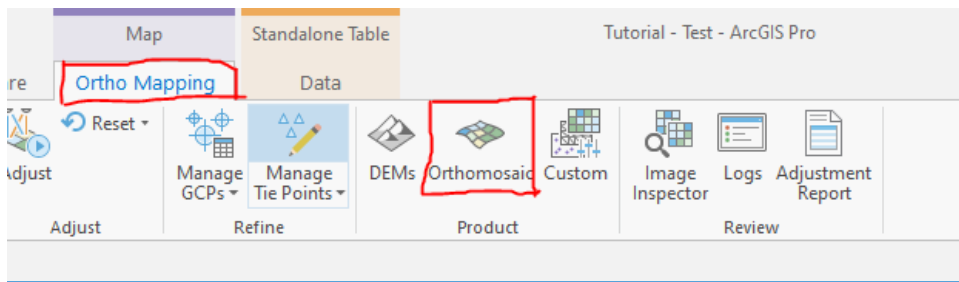 Map
Standalone Table
Tutorial - Test - ArcGIS Pro
Ortho Mapping
Data
Reset
Adjust
Manage GCPs
Manage Tie Points
DEMs
Orthomosaic
Custom
Image Inspector
Logs
Adjustment Report
Adjust
Refine
Product
Review